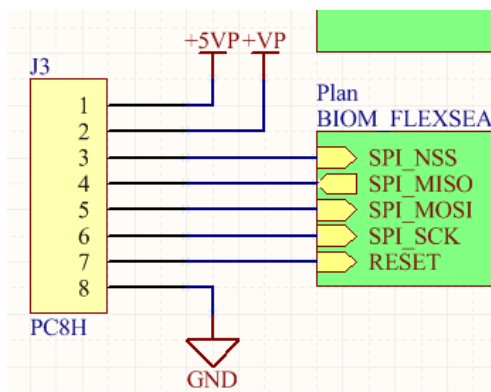 +5VP +VP
J3
Plan
BIOM_FLEXSEA
1
2
3 SPI_NSS
4 SPI_MISO
5 SPI_MOSI
6 SPI_SCK
7 RESET
8
PC8H
GND